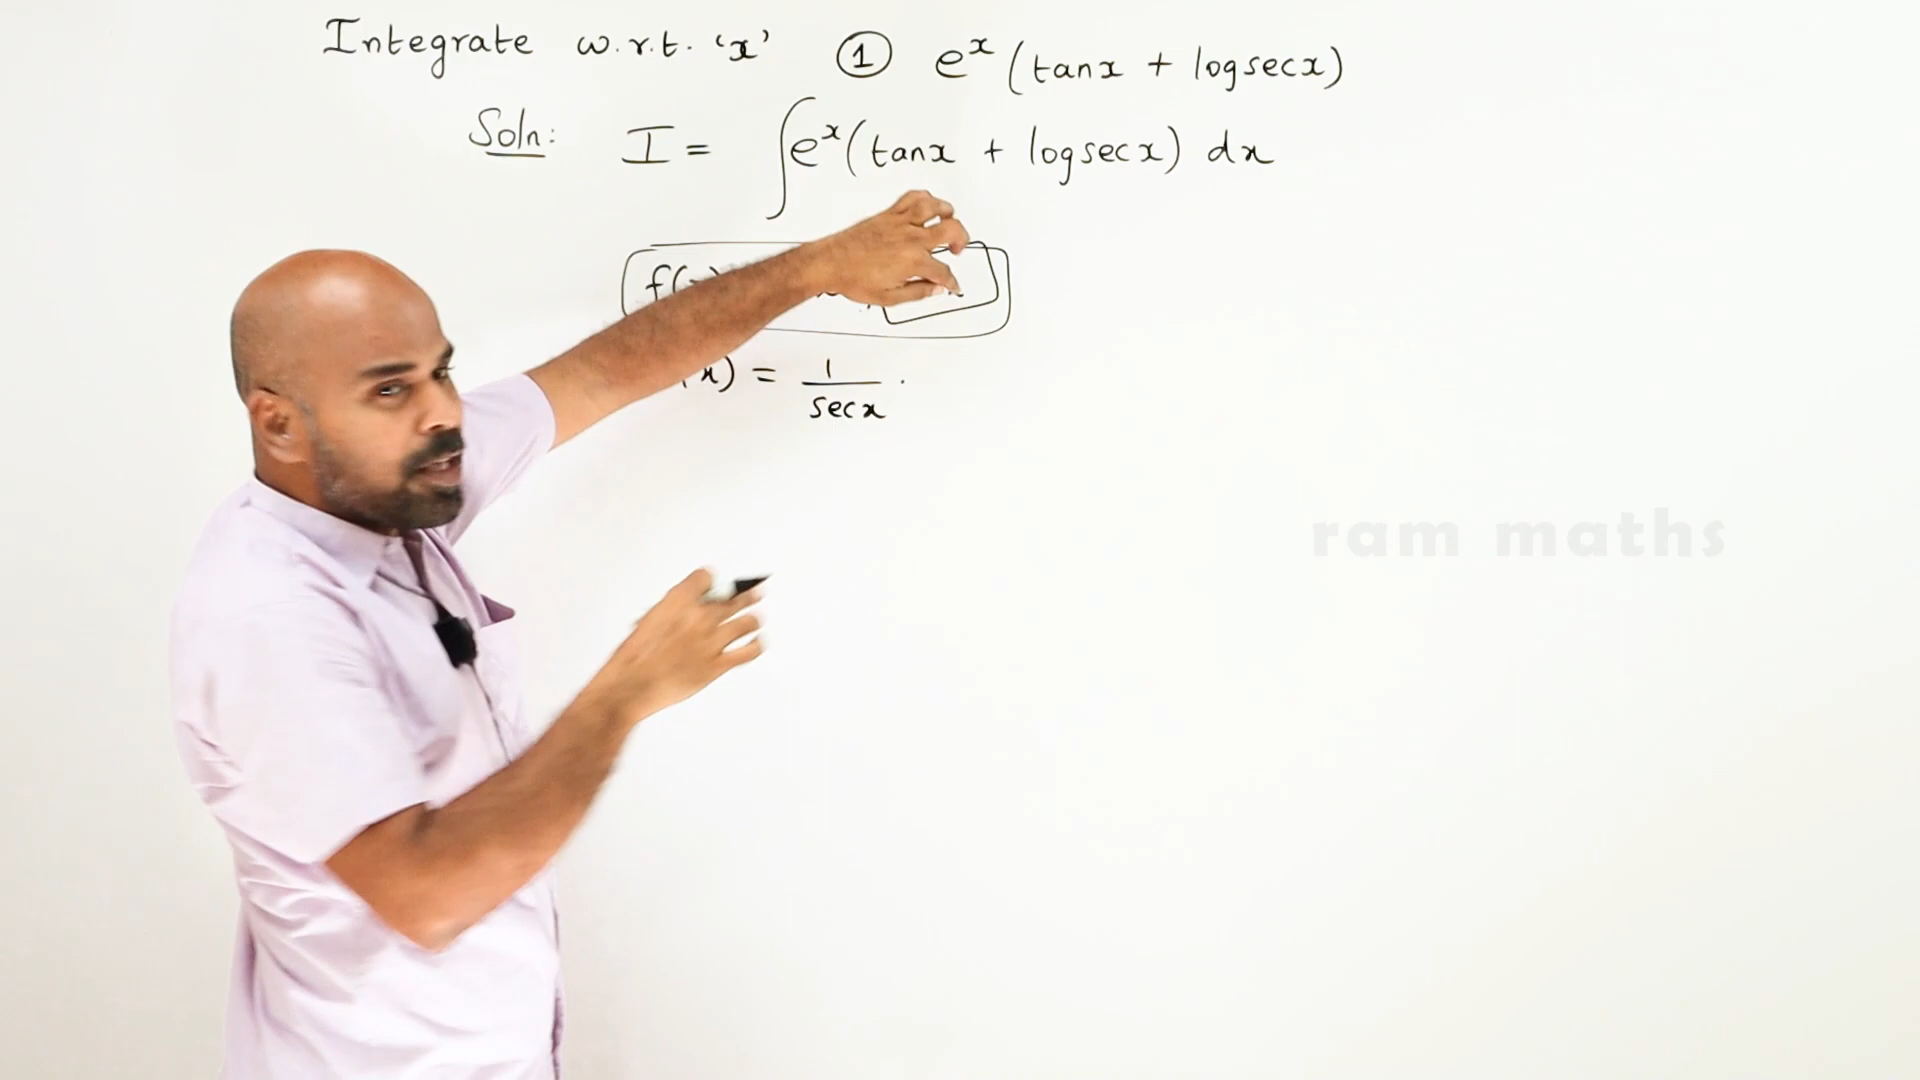 Integrate w.r.t. 'x' ① e^x (tanx + logsecx)
Soln: I = ∫e^x (tanx + logsecx) dx
f(
x) = 1/secx .
ram maths